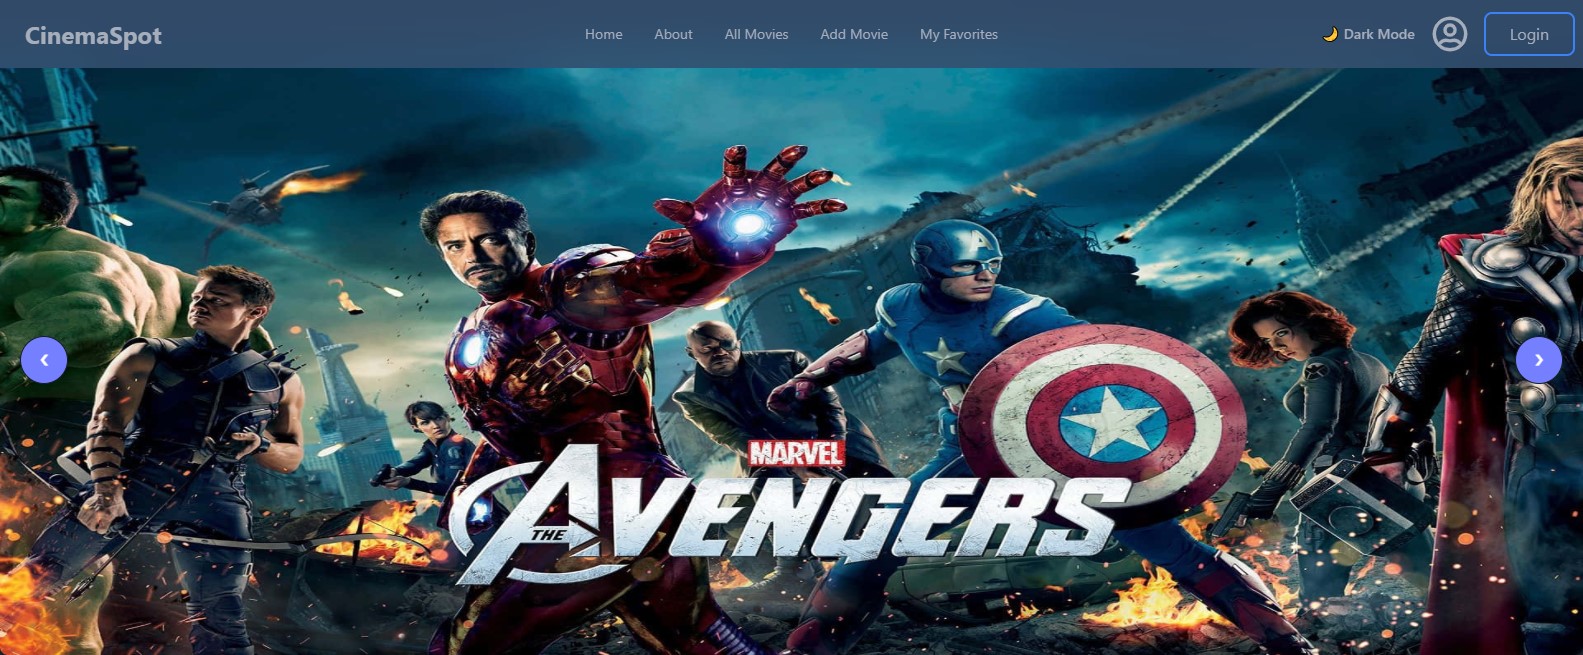 CinemaSpot
Home About All Movies Add Movie My Favorites
🌙 Dark Mode
Login
‹ ›
MARVEL
THE AVENGERS